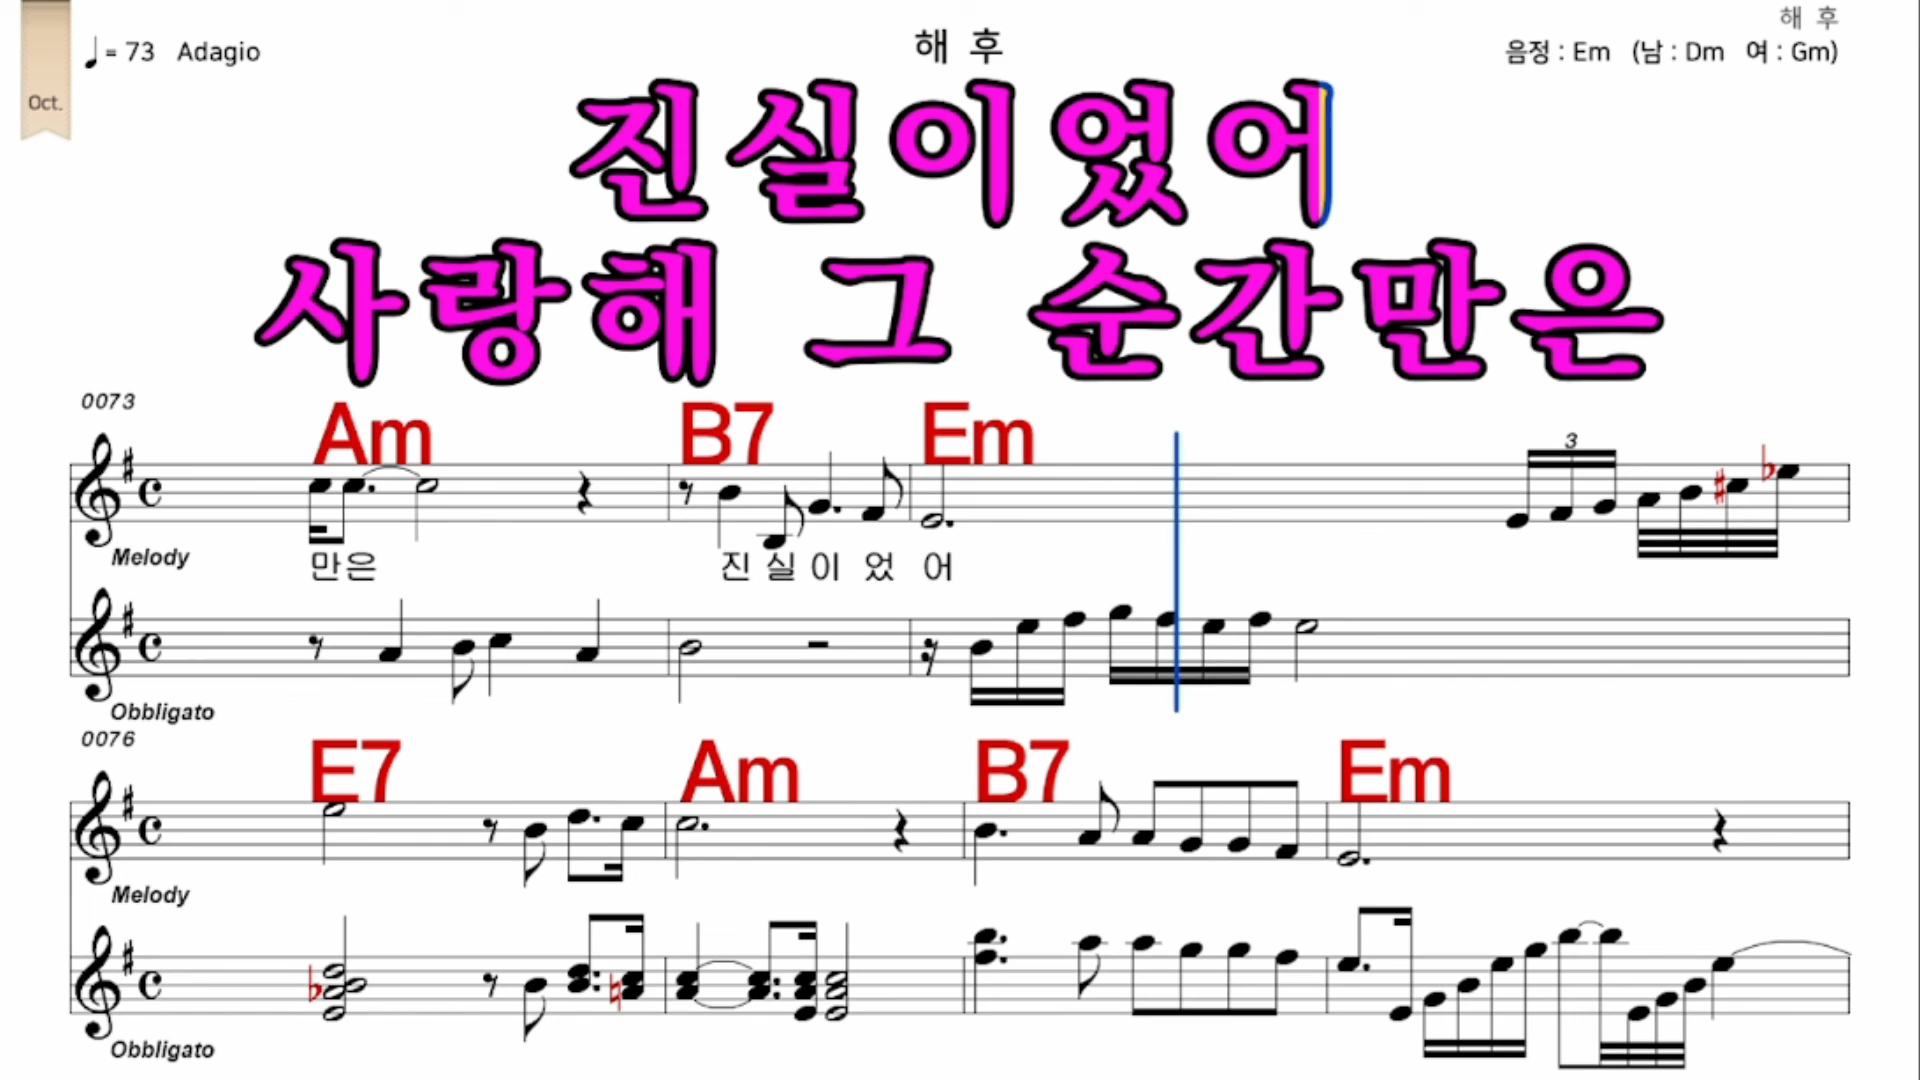 해 후
Oct.
♩= 73 Adagio
해 후
음정 : Em (남 : Dm 여 : Gm)
진실이었어
사랑해 그 순간만은
0073
Am B7 Em
3
Melody
만은 진 실 이 었 어
Obbligato
0076
E7 Am B7 Em
Melody
Obbligato